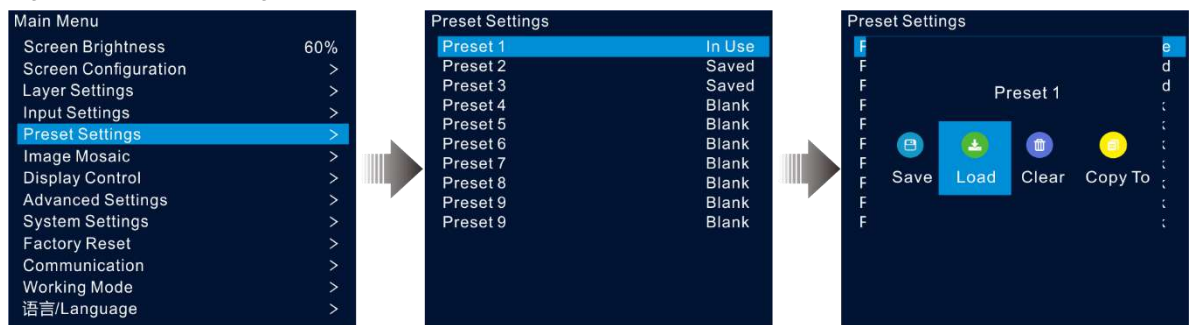 Main Menu
Screen Brightness 60%
Screen Configuration >
Layer Settings >
Input Settings >
Preset Settings >
Image Mosaic >
Display Control >
Advanced Settings >
System Settings >
Factory Reset >
Communication >
Working Mode >
语言/Language >
Preset Settings
Preset 1 In Use
Preset 2 Saved
Preset 3 Saved
Preset 4 Blank
Preset 5 Blank
Preset 6 Blank
Preset 7 Blank
Preset 8 Blank
Preset 9 Blank
Preset 9 Blank
Preset Settings
Preset 1
Save Load Clear Copy To